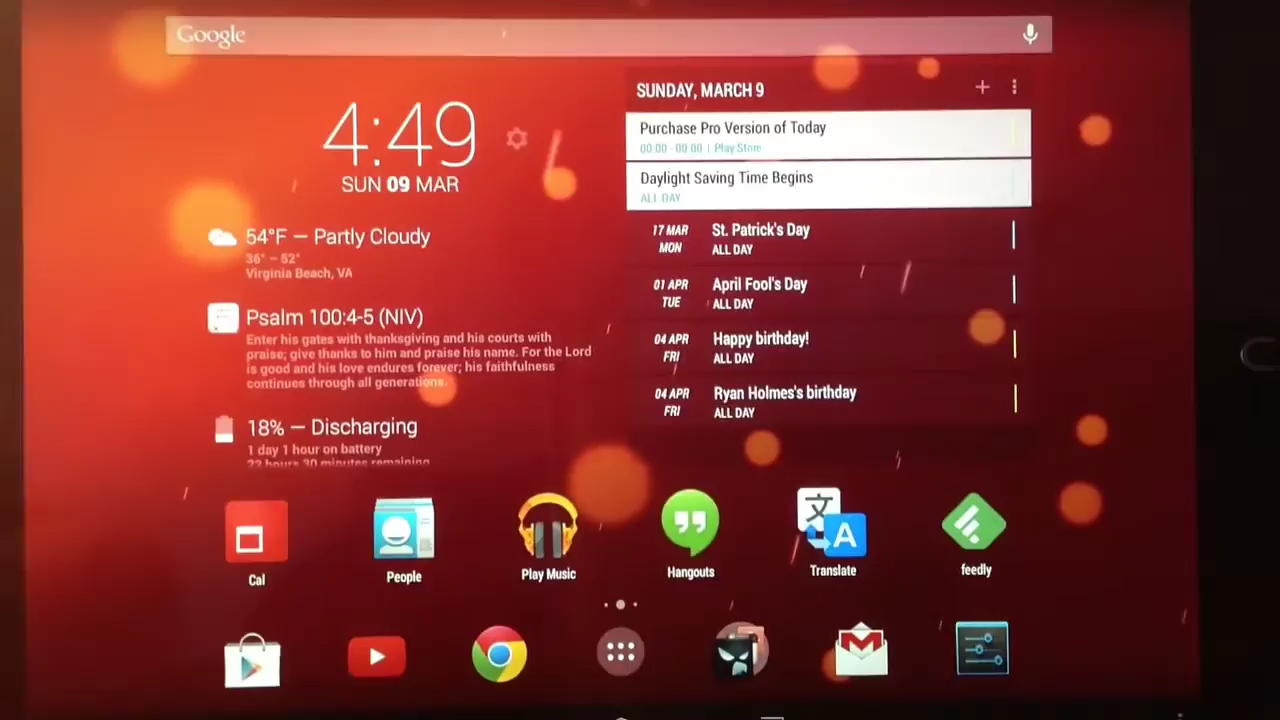 Google
4:49
SUN 09 MAR
54°F — Partly Cloudy
36° – 52°
Virginia Beach, VA
Psalm 100:4-5 (NIV)
Enter his gates with thanksgiving and his courts with
praise; give thanks to him and praise his name. For the Lord
is good and his love endures forever; his faithfulness
continues through all generations.
18% — Discharging
1 day 1 hour on battery
22 hours 30 minutes remaining
SUNDAY, MARCH 9
Purchase Pro Version of Today
00:00 - 00:00 | Play Store
Daylight Saving Time Begins
ALL DAY
17 MAR
MON
St. Patrick's Day
ALL DAY
01 APR
TUE
April Fool's Day
ALL DAY
04 APR
FRI
Happy birthday!
ALL DAY
04 APR
FRI
Ryan Holmes's birthday
ALL DAY
文
A
Cal
People
Play Music
Hangouts
Translate
feedly